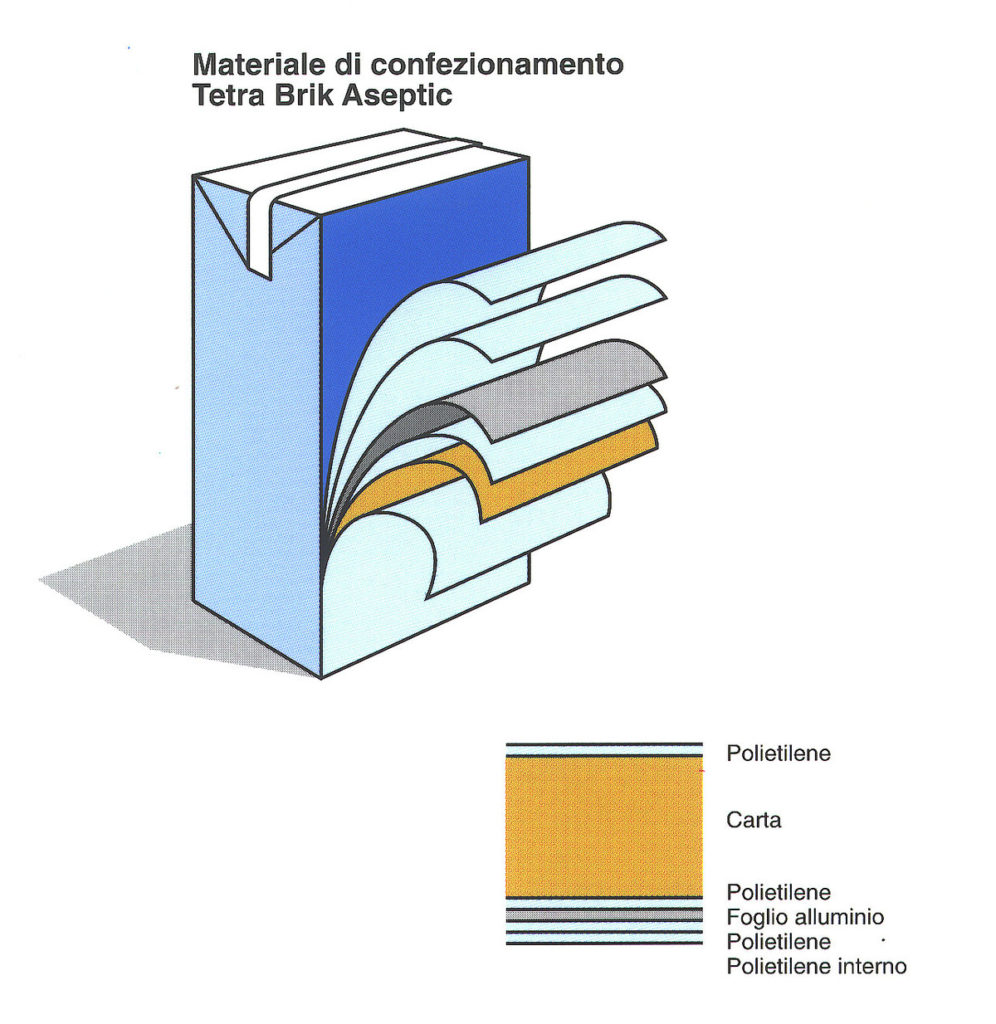 Materiale di confezionamento
Tetra Brik Aseptic
Polietilene
Carta
Polietilene
Foglio alluminio
Polietilene
Polietilene interno